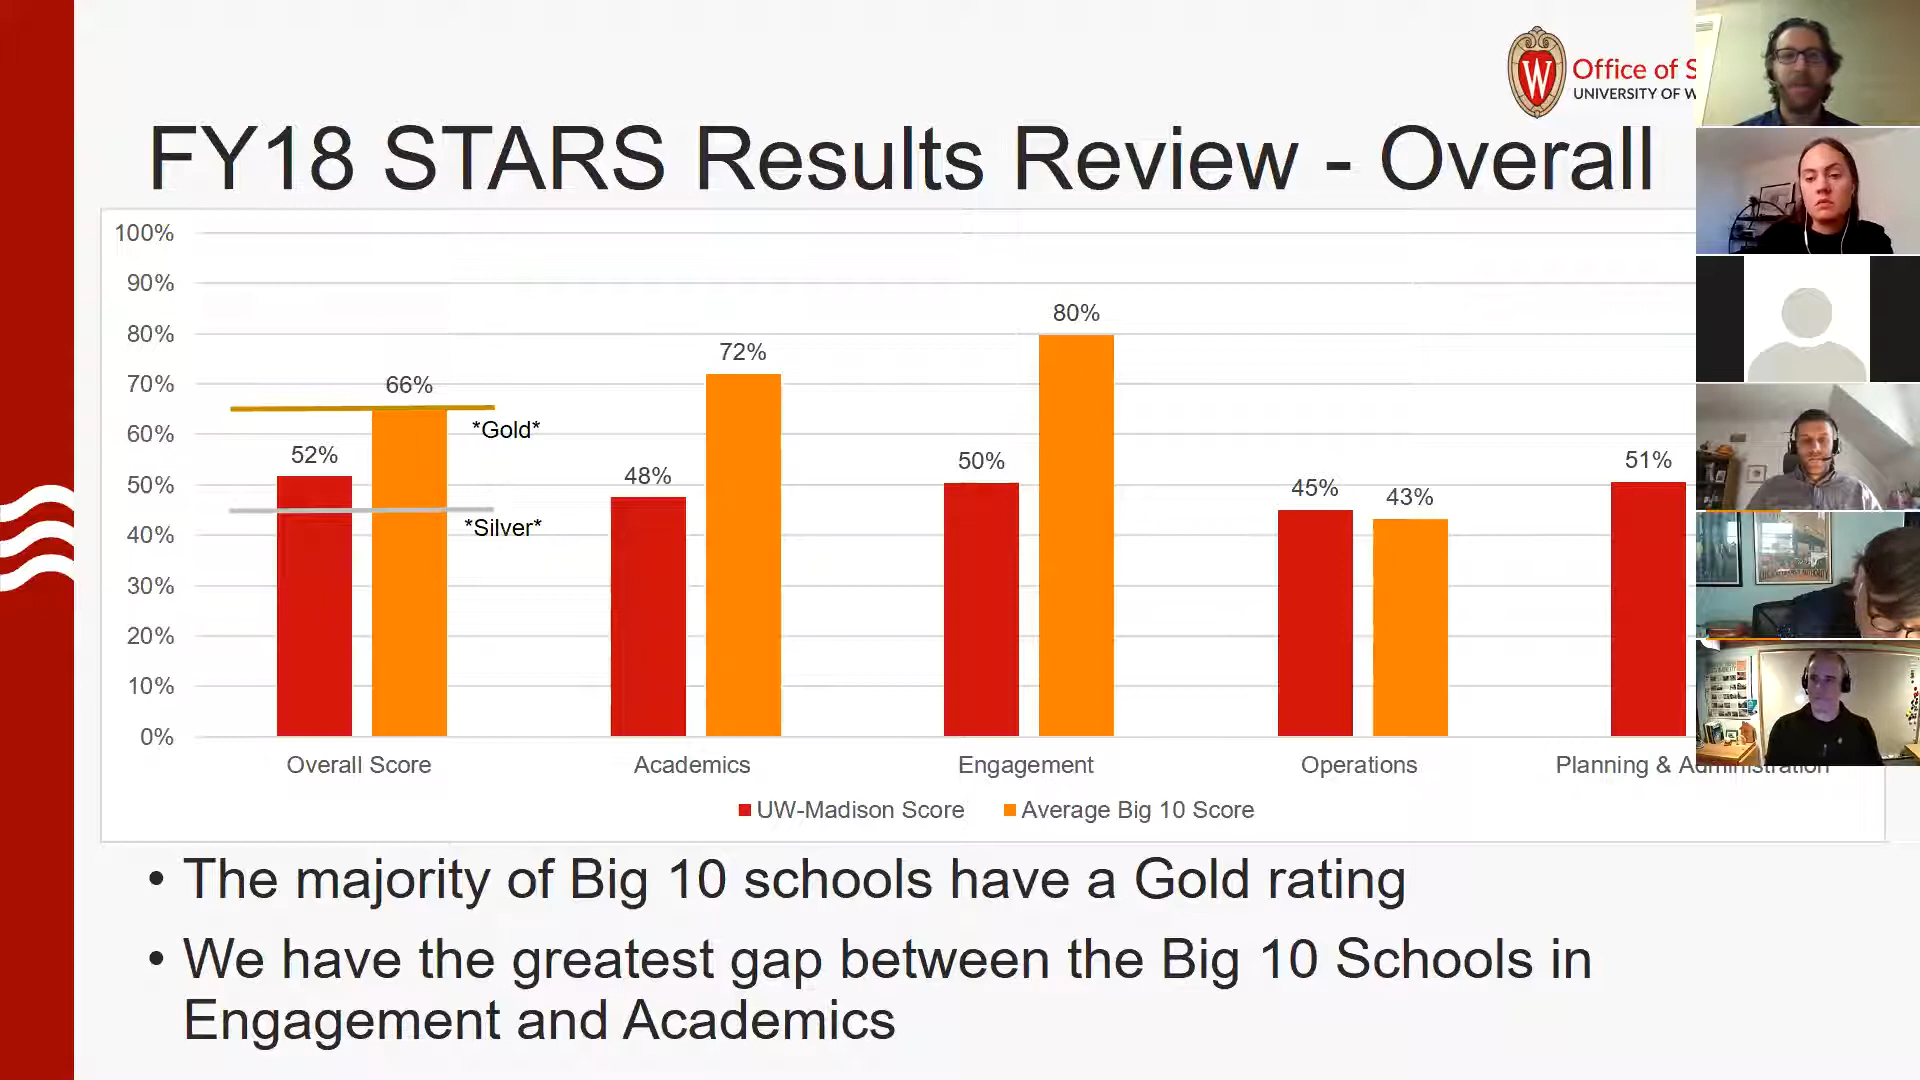 Office of S
UNIVERSITY OF W
FY18 STARS Results Review - Overall
100%
90%
80%
70%
60%
50%
40%
30%
20%
10%
0%
52%
66%
*Gold*
*Silver*
48%
72%
50%
80%
45%
43%
51%
Overall Score
Academics
Engagement
Operations
Planning & Administration
UW-Madison Score
Average Big 10 Score
• The majority of Big 10 schools have a Gold rating
• We have the greatest gap between the Big 10 Schools in
Engagement and Academics